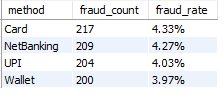 method fraud_count fraud_rate
Card 217 4.33%
NetBanking 209 4.27%
UPI 204 4.03%
Wallet 200 3.97%